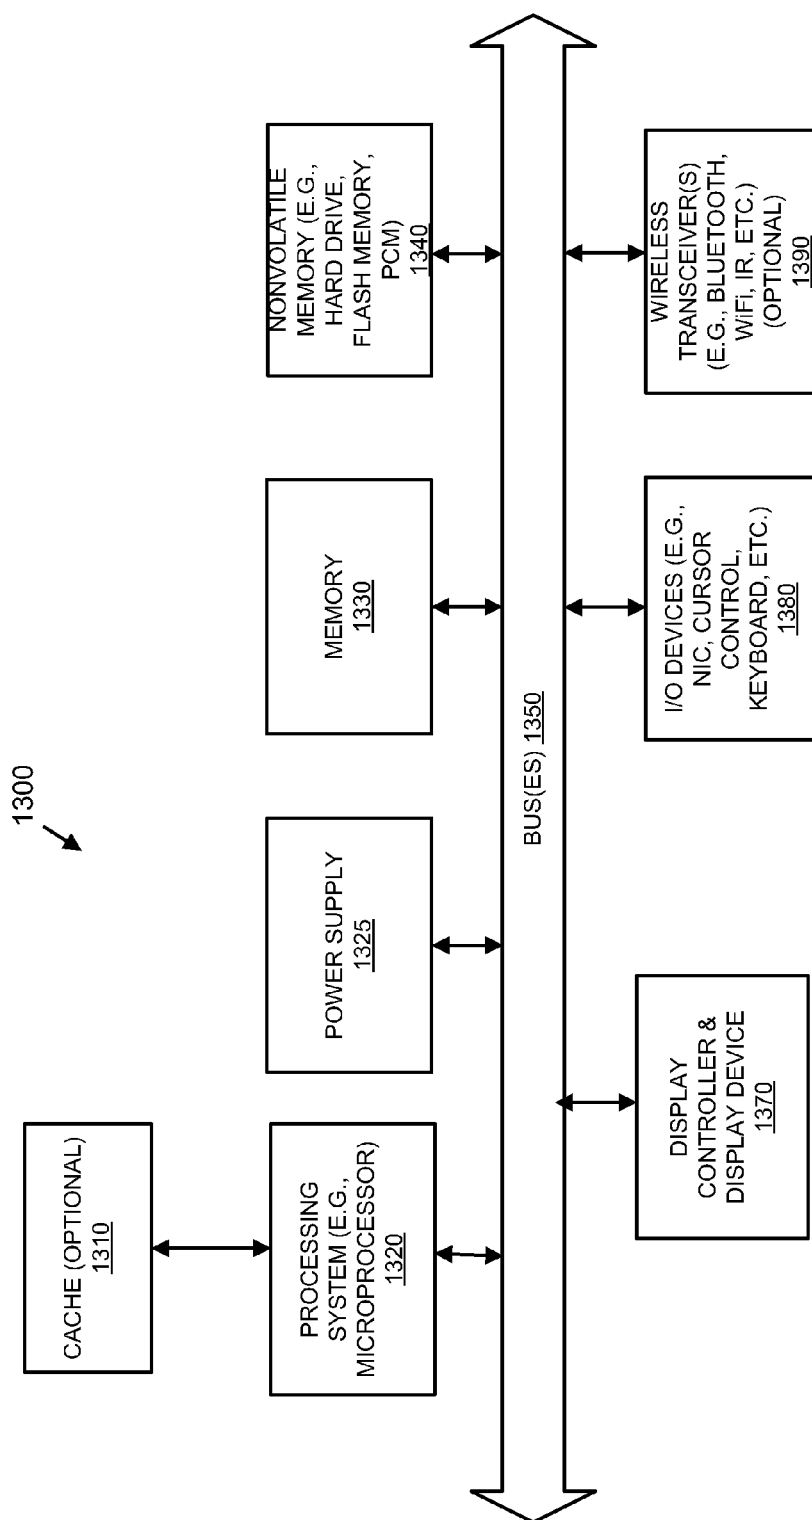 1300
CACHE (OPTIONAL)
1310
PROCESSING
SYSTEM (E.G.,
MICROPROCESSOR)
1320
POWER SUPPLY
1325
MEMORY
1330
NONVOLATILE
MEMORY (E.G.,
HARD DRIVE,
FLASH MEMORY,
PCM)
1340
BUS(ES) 1350
DISPLAY
CONTROLLER &
DISPLAY DEVICE
1370
I/O DEVICES (E.G.,
NIC, CURSOR
CONTROL,
KEYBOARD, ETC.)
1380
WIRELESS
TRANSCEIVER(S)
(E.G., BLUETOOTH,
WiFi, IR, ETC.)
(OPTIONAL)
1390